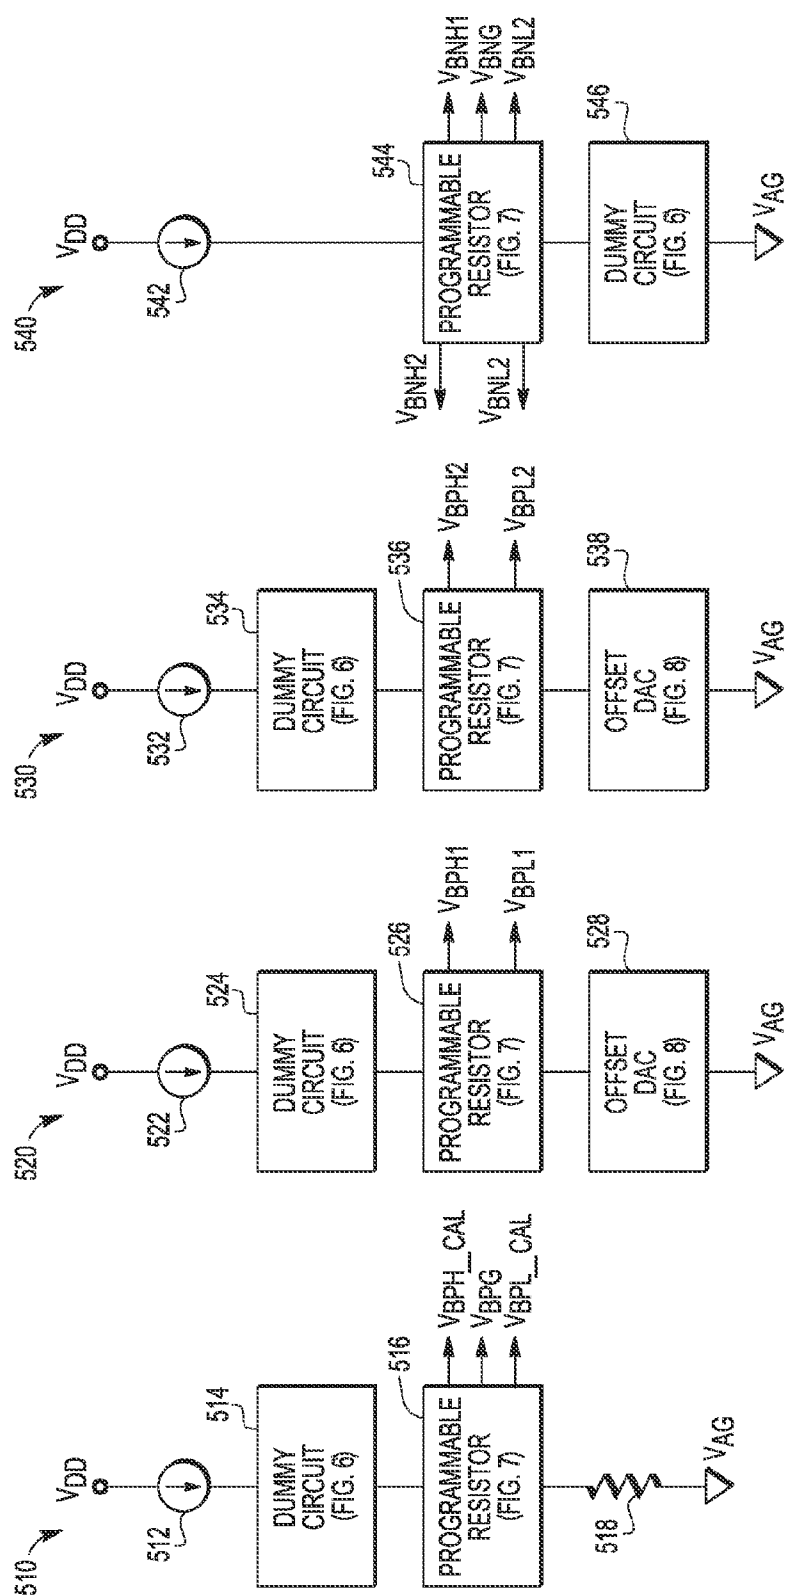 510
V_DD
512
514
DUMMY
CIRCUIT
(FIG. 6)
516
PROGRAMMABLE
RESISTOR
(FIG. 7)
V_BPH_CAL
V_BPG
V_BPL_CAL
518
V_AG
520
V_DD
522
524
DUMMY
CIRCUIT
(FIG. 6)
526
PROGRAMMABLE
RESISTOR
(FIG. 7)
V_BPH1
V_BPL1
528
OFFSET
DAC
(FIG. 8)
V_AG
530
V_DD
532
534
DUMMY
CIRCUIT
(FIG. 6)
536
PROGRAMMABLE
RESISTOR
(FIG. 7)
V_BPH2
V_BPL2
538
OFFSET
DAC
(FIG. 8)
V_AG
540
V_DD
542
544
V_BNH2
V_BNL2
PROGRAMMABLE
RESISTOR
(FIG. 7)
V_BNH1
V_BNG
V_BNL2
546
DUMMY
CIRCUIT
(FIG. 6)
V_AG